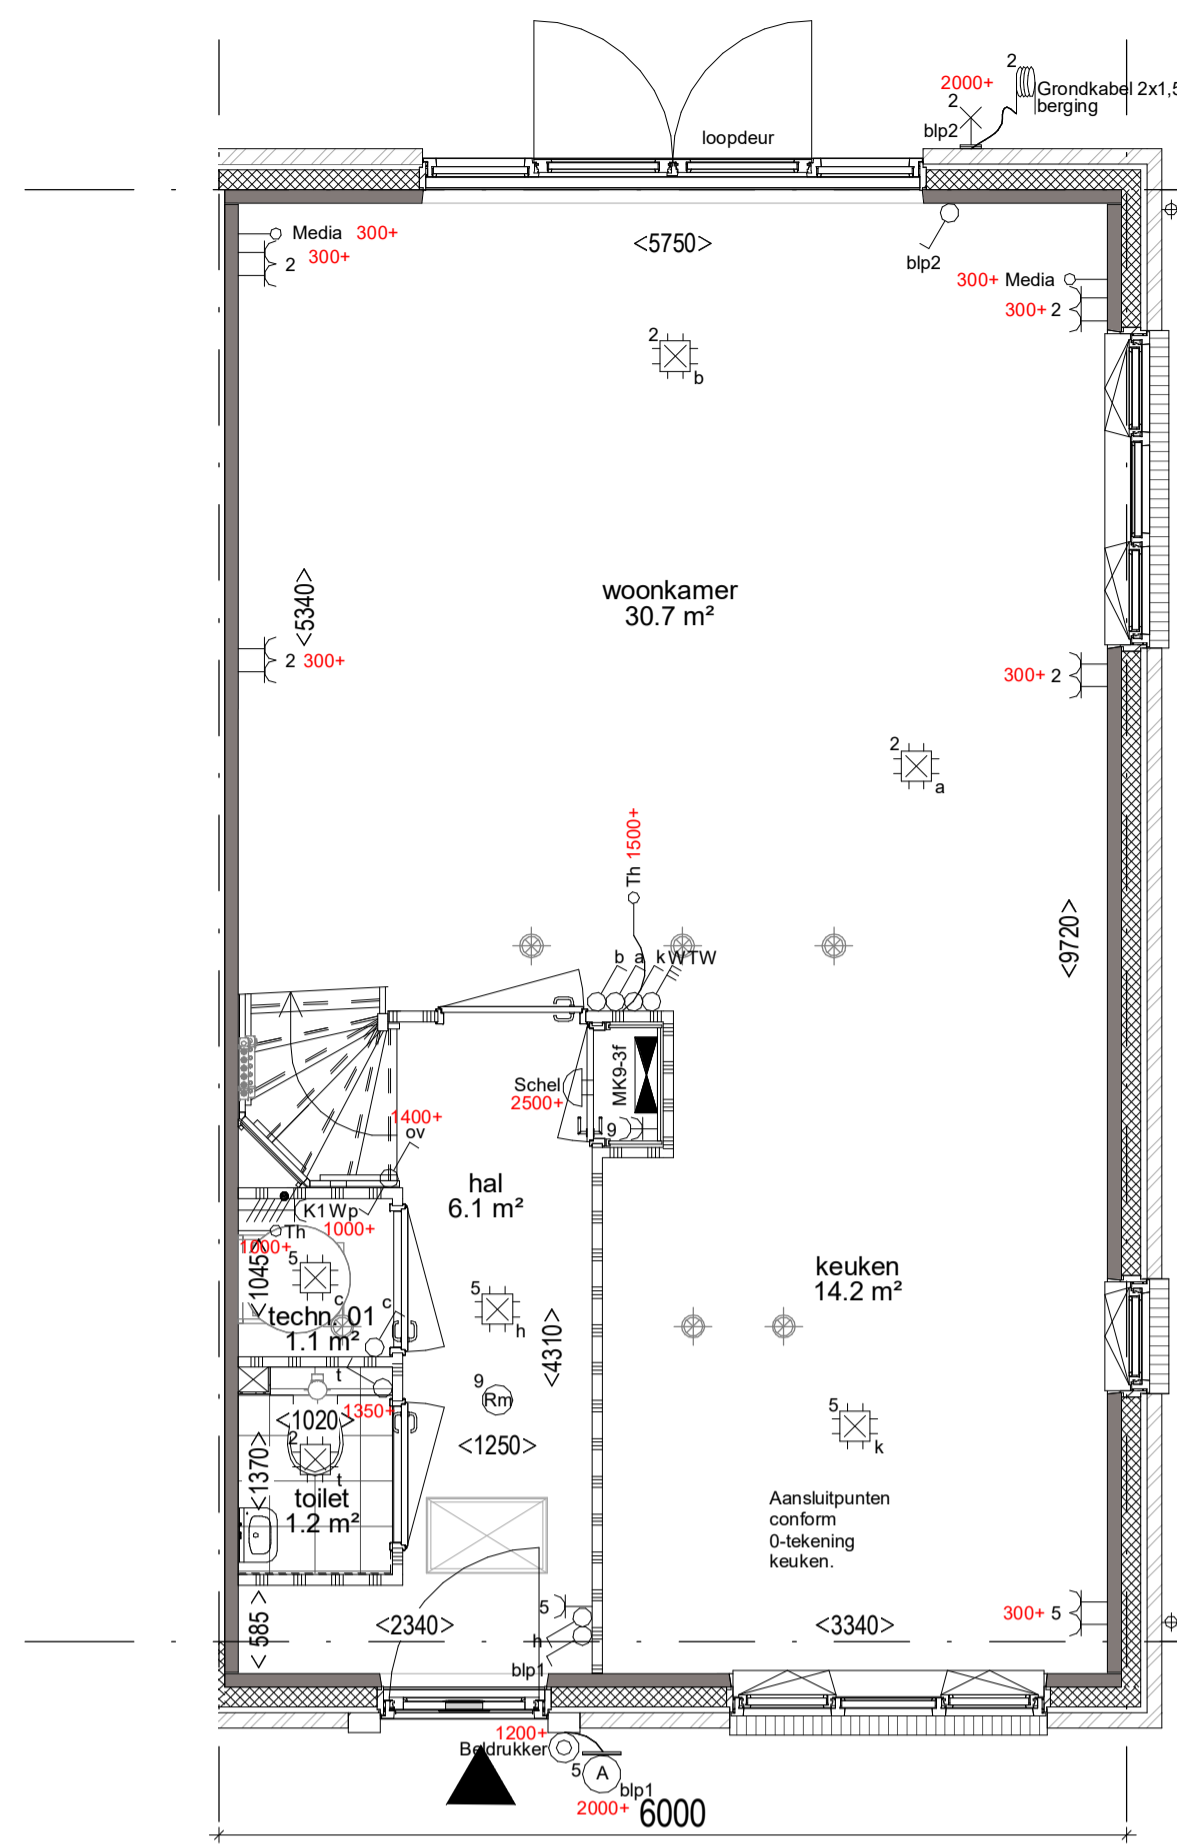 2
2000+
Grondkabel 2x1,5
berging
2
blp2
loopdeur
Media 300+
300+
2
<5750>
blp2
300+ Media
300+ 2
2
b
<5340>
woonkamer
30.7 m²
2 300+
300+ 2
2
a
Th 1500+
<9720>
b a k WTW
MK9-3f
Schel
2500+
9
1400+
ov
hal
6.1 m²
K1 Wp
1000+
Th
1000+
<1045>
5
c
c
techn. 01
1.1 m²
5
h
<4310>
keuken
14.2 m²
t
1350+
9
Rm
<1020>
<1250>
2
<1370>
t
toilet
1.2 m²
5
k
Aansluitpunten
conform
0-tekening
keuken.
5
h
blp1
300+ 5
<585>
<2340>
<3340>
1200+
Beldrukker
5
A
blp1
2000+
6000